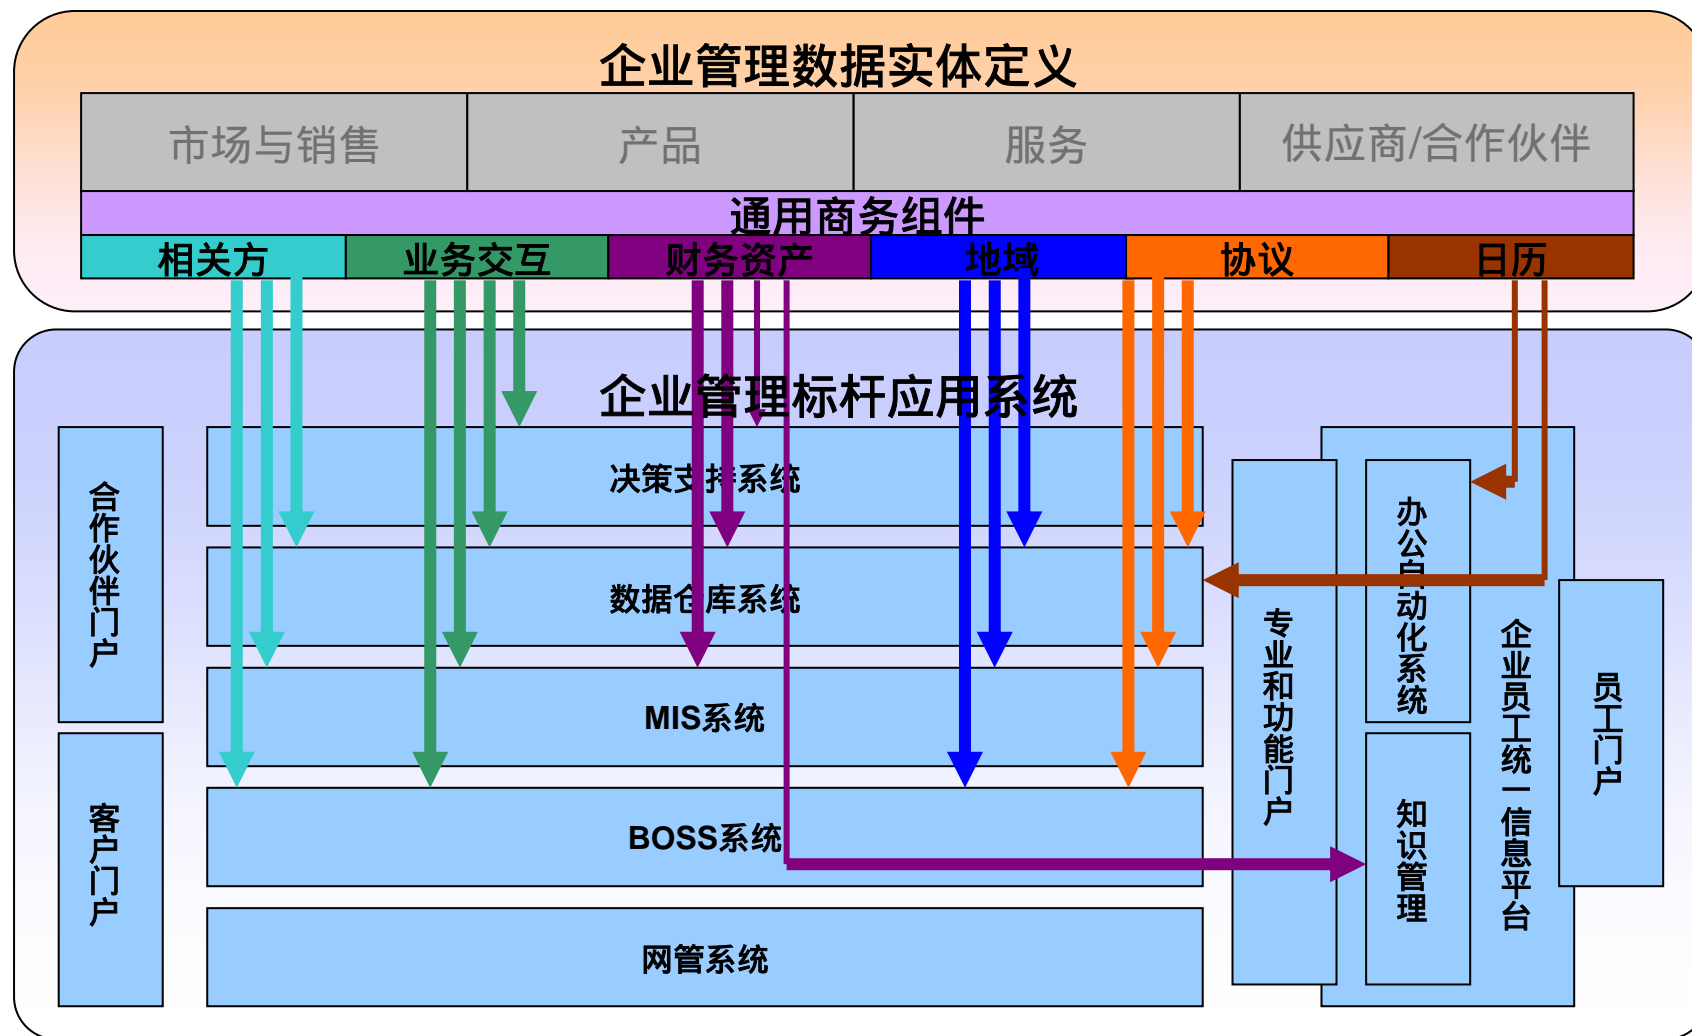 企业管理数据实体定义
市场与销售
产品
服务
供应商/合作伙伴
通用商务组件
相关方
业务交互
财务资产
地域
协议
日历
企业管理标杆应用系统
合作伙伴门户
客户门户
决策支持系统
数据仓库系统
MIS系统
BOSS系统
网管系统
专业和功能门户
办公自动化系统
知识管理
企业员工统一信息平台
员工门户